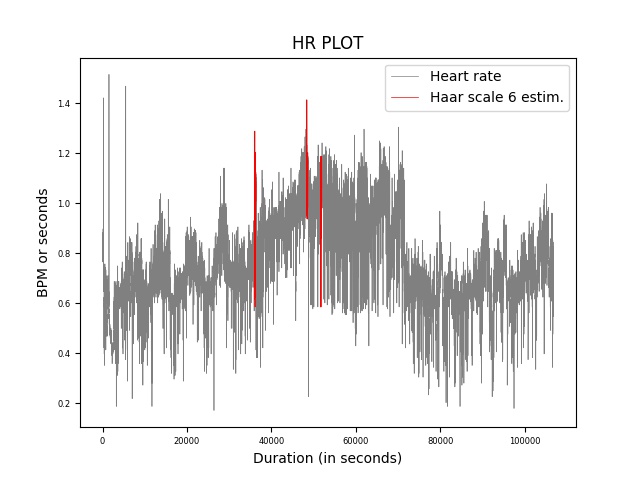 HR PLOT
Heart rate
Haar scale 6 estim.
BPM or seconds
1.4
1.2
1.0
0.8
0.6
0.4
0.2
0 20000 40000 60000 80000 100000
Duration (in seconds)